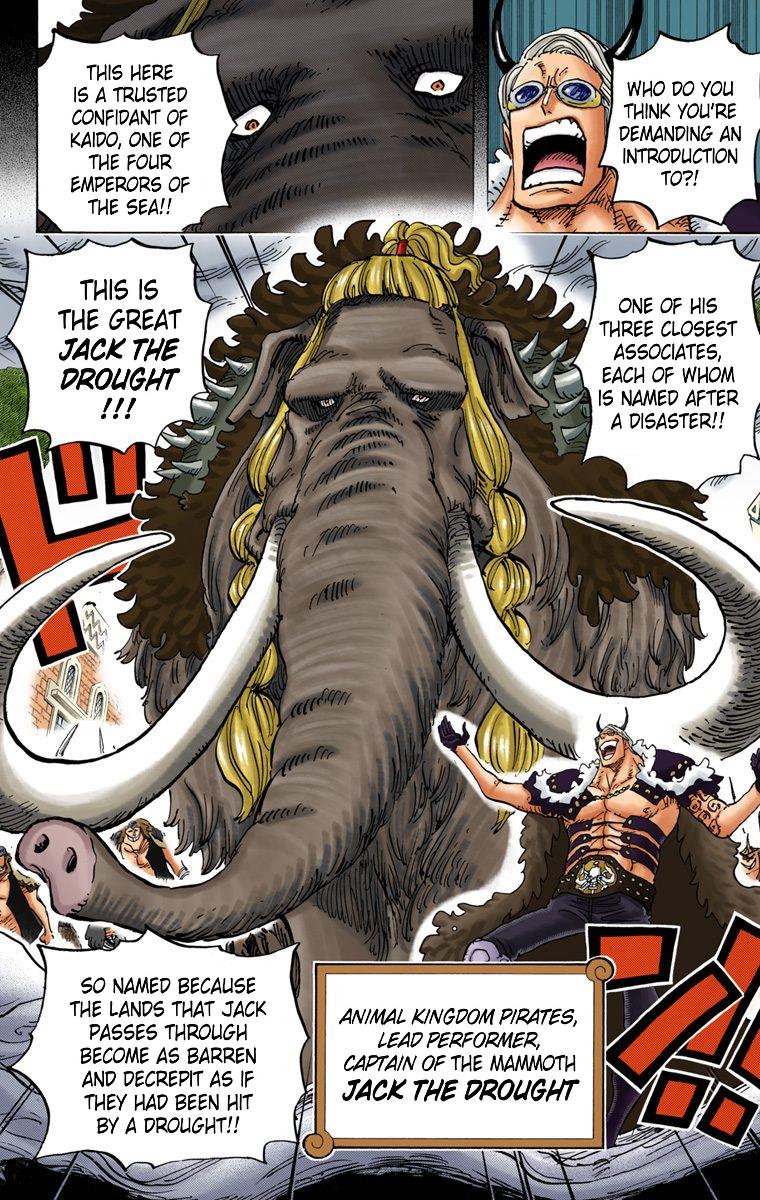 WHO DO YOU
THINK YOU'RE
DEMANDING AN
INTRODUCTION
TO?!
THIS HERE
IS A TRUSTED
CONFIDANT OF
KAIDO, ONE OF
THE FOUR
EMPERORS OF
THE SEA!!
ONE OF HIS
THREE CLOSEST
ASSOCIATES,
EACH OF WHOM
IS NAMED AFTER
A DISASTER!!
THIS IS
THE GREAT
JACK THE
DROUGHT
!!!
ドン!!
SO NAMED BECAUSE
THE LANDS THAT JACK
PASSES THROUGH
BECOME AS BARREN
AND DECREPIT AS IF
THEY HAD BEEN HIT
BY A DROUGHT!!
ANIMAL KINGDOM PIRATES,
LEAD PERFORMER,
CAPTAIN OF THE MAMMOTH
JACK THE DROUGHT